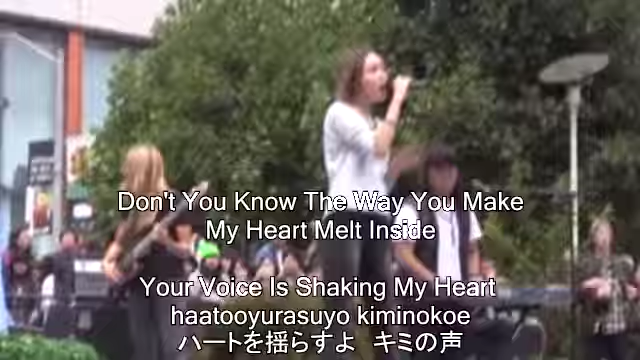 Don't You Know The Way You Make
My Heart Melt Inside
Your Voice Is Shaking My Heart
haatooyurasuyo kiminokoe
ハートを揺らすよ　キミの声